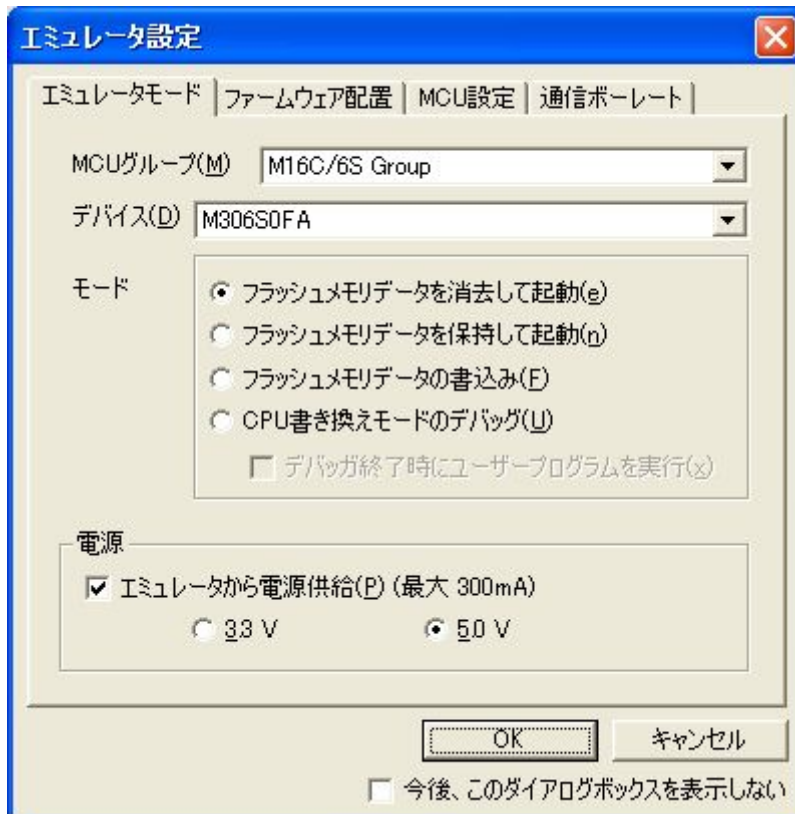 エミュレータ設定
エミュレータモード ファームウェア配置 MCU設定 通信ボーレート
MCUグループ(M) M16C/6S Group
デバイス(D) M306S0FA
モード
フラッシュメモリデータを消去して起動(e)
フラッシュメモリデータを保持して起動(n)
フラッシュメモリデータの書込み(F)
CPU書き換えモードのデバッグ(U)
デバッガ終了時にユーザープログラムを実行(x)
電源
エミュレータから電源供給(P) (最大 300mA)
3.3 V 5.0 V
OK キャンセル
今後、このダイアログボックスを表示しない